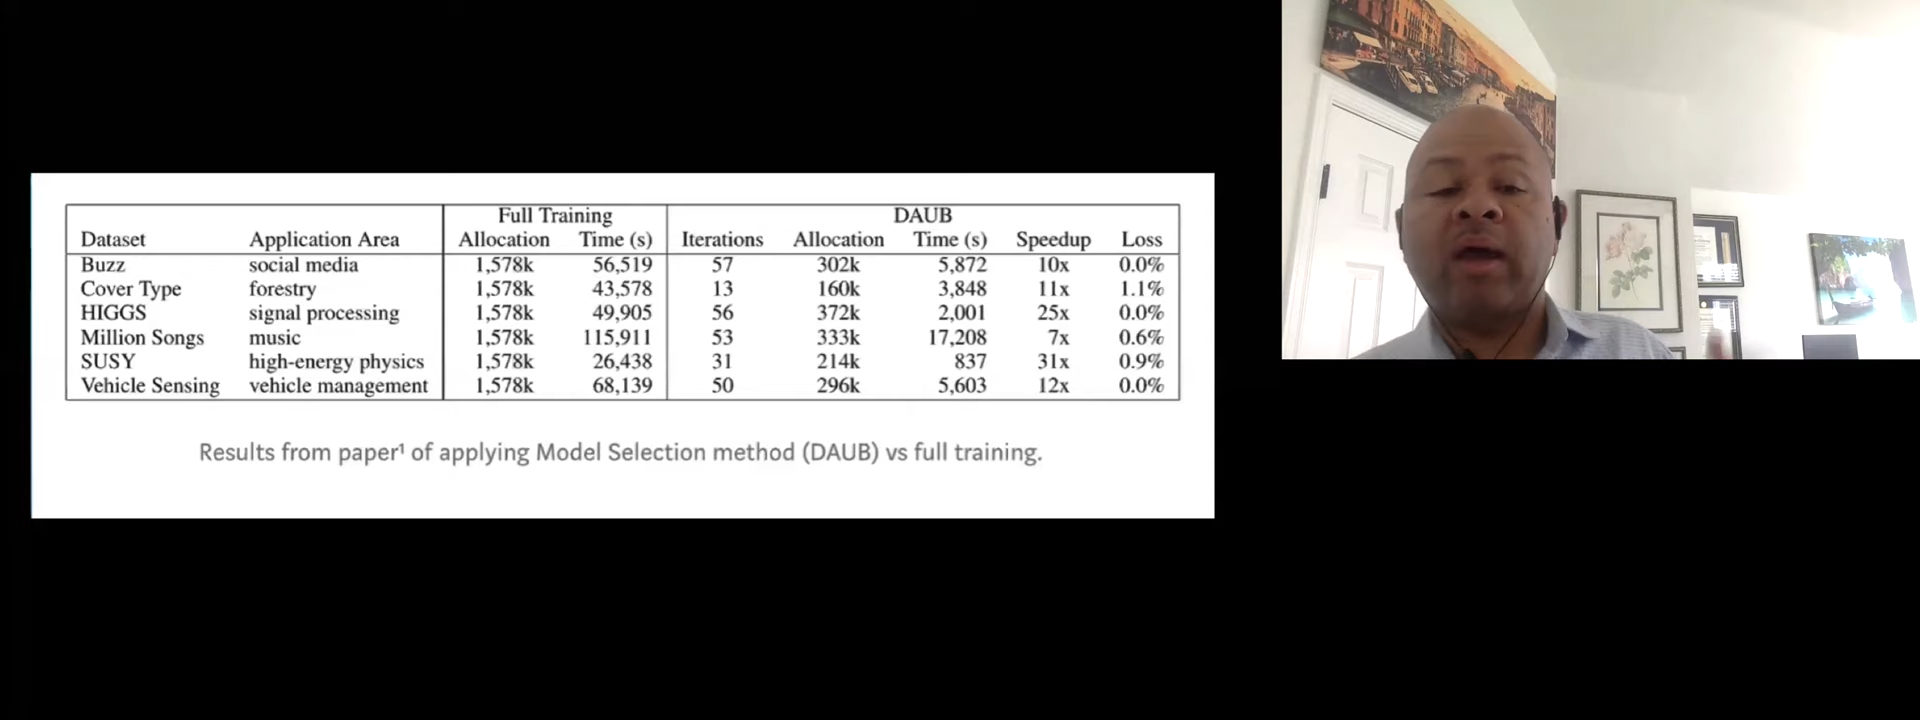 Full Training DAUB
Dataset Application Area Allocation Time (s) Iterations Allocation Time (s) Speedup Loss
Buzz social media 1,578k 56,519 57 302k 5,872 10x 0.0%
Cover Type forestry 1,578k 43,578 13 160k 3,848 11x 1.1%
HIGGS signal processing 1,578k 49,905 56 372k 2,001 25x 0.0%
Million Songs music 1,578k 115,911 53 333k 17,208 7x 0.6%
SUSY high-energy physics 1,578k 26,438 31 214k 837 31x 0.9%
Vehicle Sensing vehicle management 1,578k 68,139 50 296k 5,603 12x 0.0%
Results from paper¹ of applying Model Selection method (DAUB) vs full training.